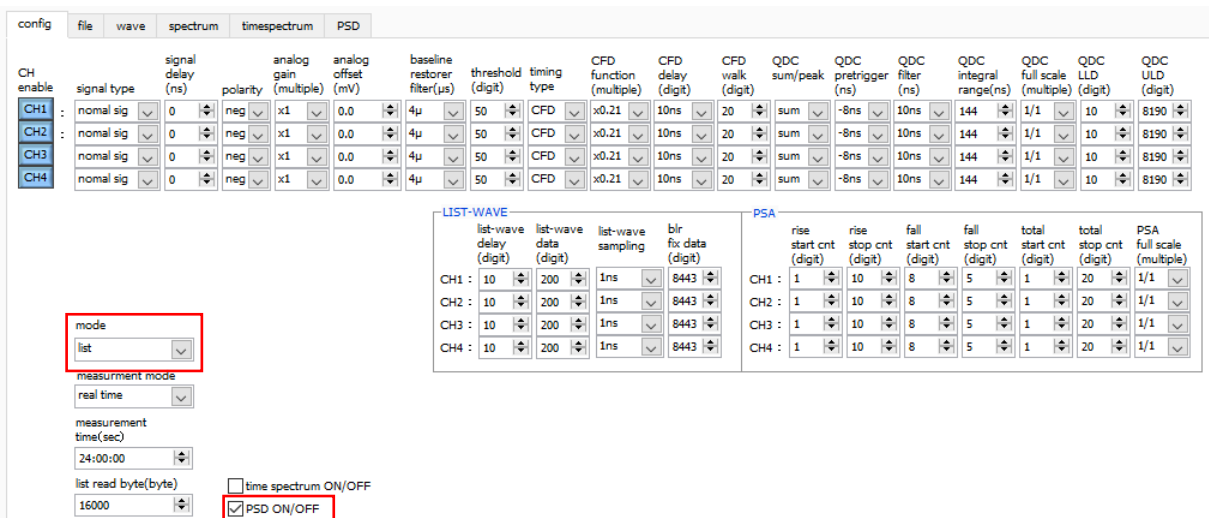 config file wave spectrum timespectrum PSD
signal analog analog baseline CFD CFD CFD QDC QDC QDC QDC QDC QDC QDC
CH delay gain offset restorer threshold timing function delay walk sum/peak pretrigger filter integral full scale LLD ULD
enable signal type (ns) polarity (multiple) (mV) filter(μs) (digit) type (multiple) (digit) (digit) (ns) (ns) range(ns) (multiple) (digit) (digit)
CH1 : nomal sig 0 neg x1 0.0 4μ 50 CFD x0.21 10ns 20 sum -8ns 10ns 144 1/1 10 8190
CH2 : nomal sig 0 neg x1 0.0 4μ 50 CFD x0.21 10ns 20 sum -8ns 10ns 144 1/1 10 8190
CH3 nomal sig 0 neg x1 0.0 4μ 50 CFD x0.21 10ns 20 sum -8ns 10ns 144 1/1 10 8190
CH4 nomal sig 0 neg x1 0.0 4μ 50 CFD x0.21 10ns 20 sum -8ns 10ns 144 1/1 10 8190
LIST-WAVE PSA
list-wave list-wave list-wave blr rise rise fall fall total total PSA
delay data sampling fix data start cnt stop cnt start cnt stop cnt start cnt stop cnt full scale
(digit) (digit) (digit) (digit) (digit) (digit) (digit) (digit) (digit) (multiple)
CH1 : 10 200 1ns 8443 CH1 : 1 10 8 5 1 20 1/1
CH2 : 10 200 1ns 8443 CH2 : 1 10 8 5 1 20 1/1
CH3 : 10 200 1ns 8443 CH3 : 1 10 8 5 1 20 1/1
CH4 : 10 200 1ns 8443 CH4 : 1 10 8 5 1 20 1/1
mode
list
measurment mode
real time
measurement
time(sec)
24:00:00
list read byte(byte)
16000
time spectrum ON/OFF
PSD ON/OFF